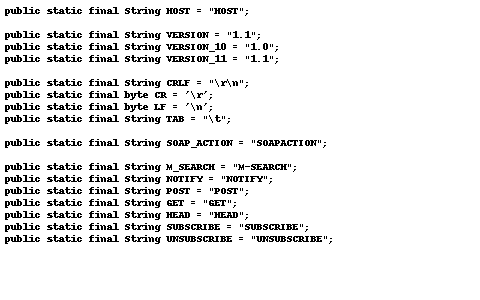 public static final String HOST = "HOST";
public static final String VERSION = "1.1";
public static final String VERSION_10 = "1.0";
public static final String VERSION_11 = "1.1";
public static final String CRLF = "\r\n";
public static final byte CR = '\r';
public static final byte LF = '\n';
public static final String TAB = "\t";
public static final String SOAP_ACTION = "SOAPACTION";
public static final String M_SEARCH = "M-SEARCH";
public static final String NOTIFY = "NOTIFY";
public static final String POST = "POST";
public static final String GET = "GET";
public static final String HEAD = "HEAD";
public static final String SUBSCRIBE = "SUBSCRIBE";
public static final String UNSUBSCRIBE = "UNSUBSCRIBE";